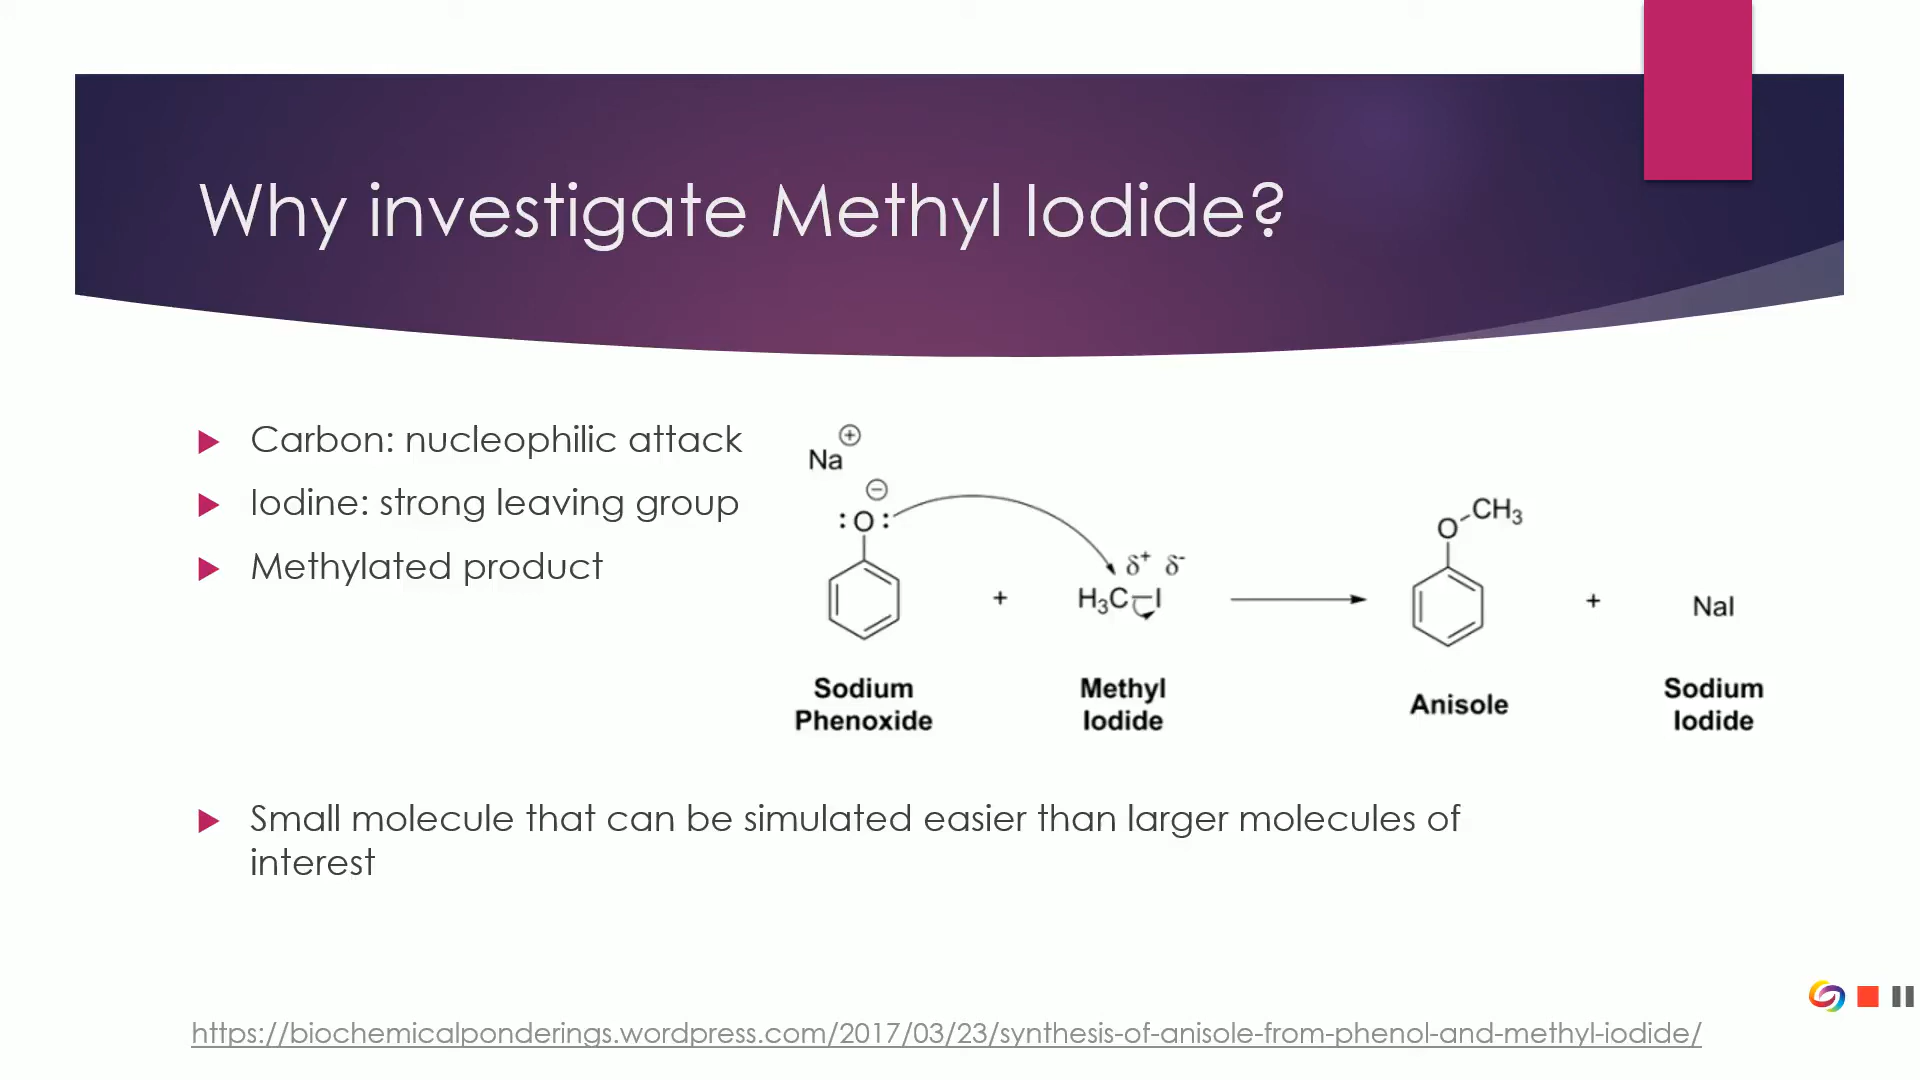 Why investigate Methyl Iodide?
Carbon: nucleophilic attack
Iodine: strong leaving group
Methylated product
Na ⊕
⊖
:O:
+
δ+ δ-
H3C I
O CH3
+
NaI
Sodium
Phenoxide
Methyl
Iodide
Anisole
Sodium
Iodide
Small molecule that can be simulated easier than larger molecules of
interest
https://biochemicalponderings.wordpress.com/2017/03/23/synthesis-of-anisole-from-phenol-and-methyl-iodide/